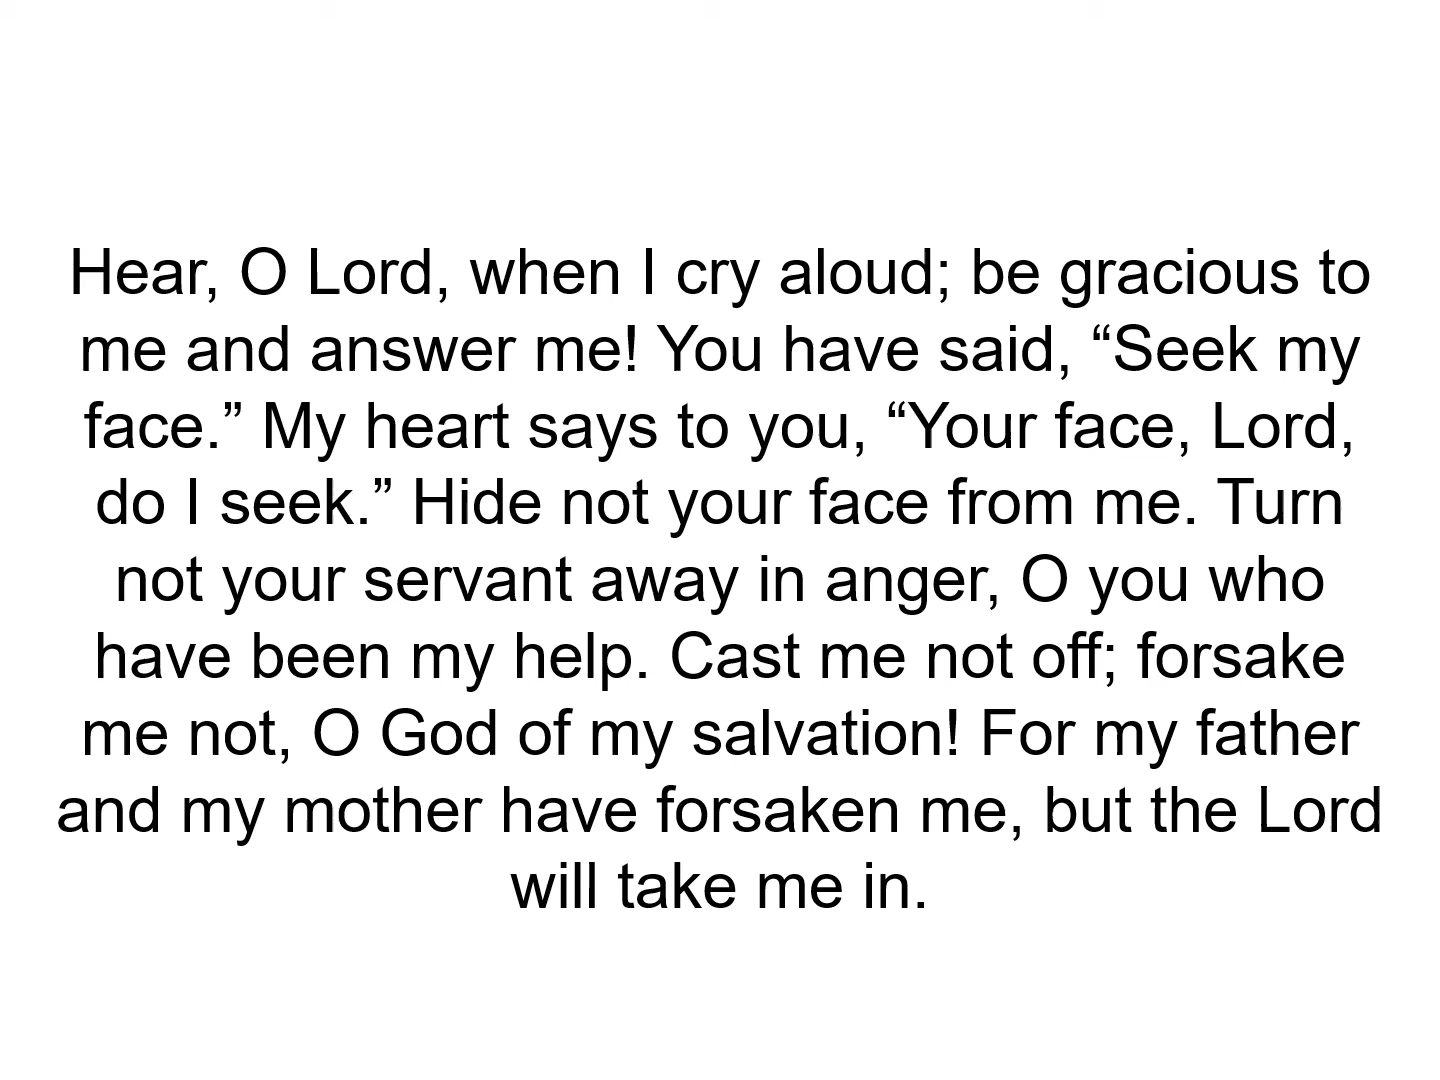 Hear, O Lord, when I cry aloud; be gracious to
me and answer me! You have said, “Seek my
face.” My heart says to you, “Your face, Lord,
do I seek.” Hide not your face from me. Turn
not your servant away in anger, O you who
have been my help. Cast me not off; forsake
me not, O God of my salvation! For my father
and my mother have forsaken me, but the Lord
will take me in.